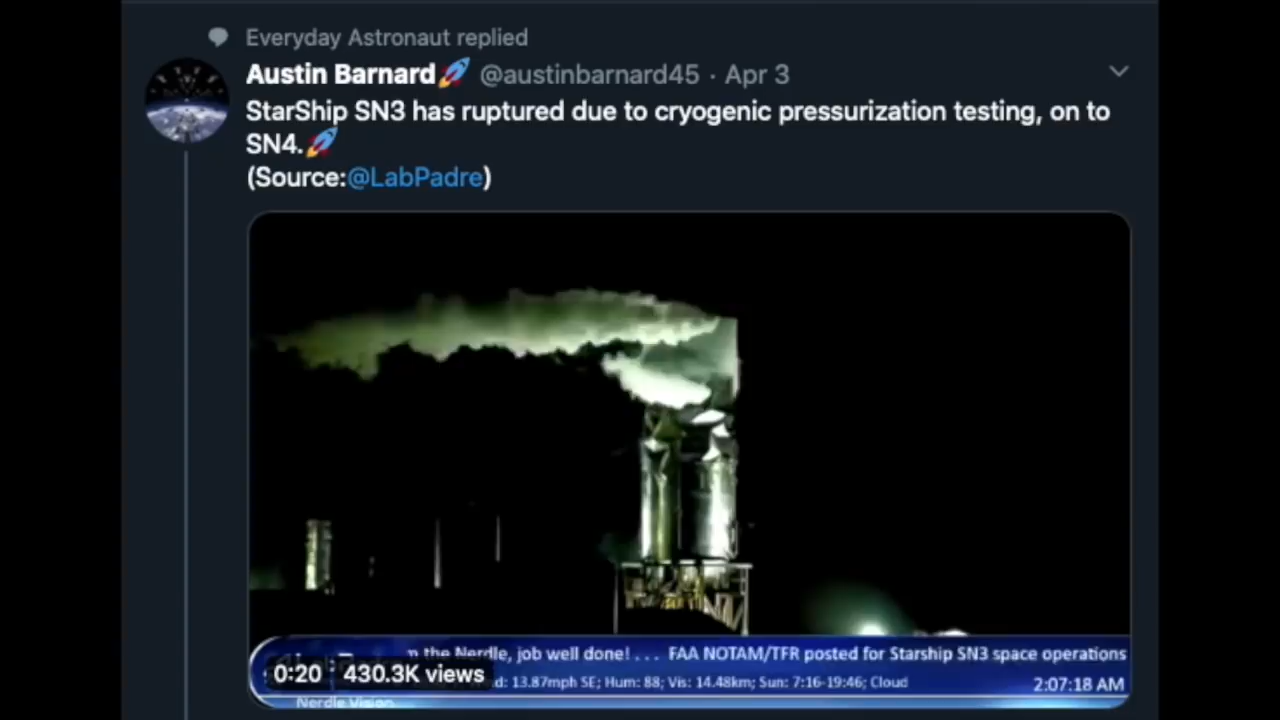 Everyday Astronaut replied
Austin Barnard🚀 @austinbarnard45 · Apr 3
StarShip SN3 has ruptured due to cryogenic pressurization testing, on to
SN4.🚀
(Source:@LabPadre)
the Nerdle, job well done! . . . FAA NOTAM/TFR posted for Starship SN3 space operations
0:20 430.3K views
: 13.87mph SE; Hum: 88; Vis: 14.48km; Sun: 7:16-19:46; Cloud
2:07:18 AM
Nerdle Vision